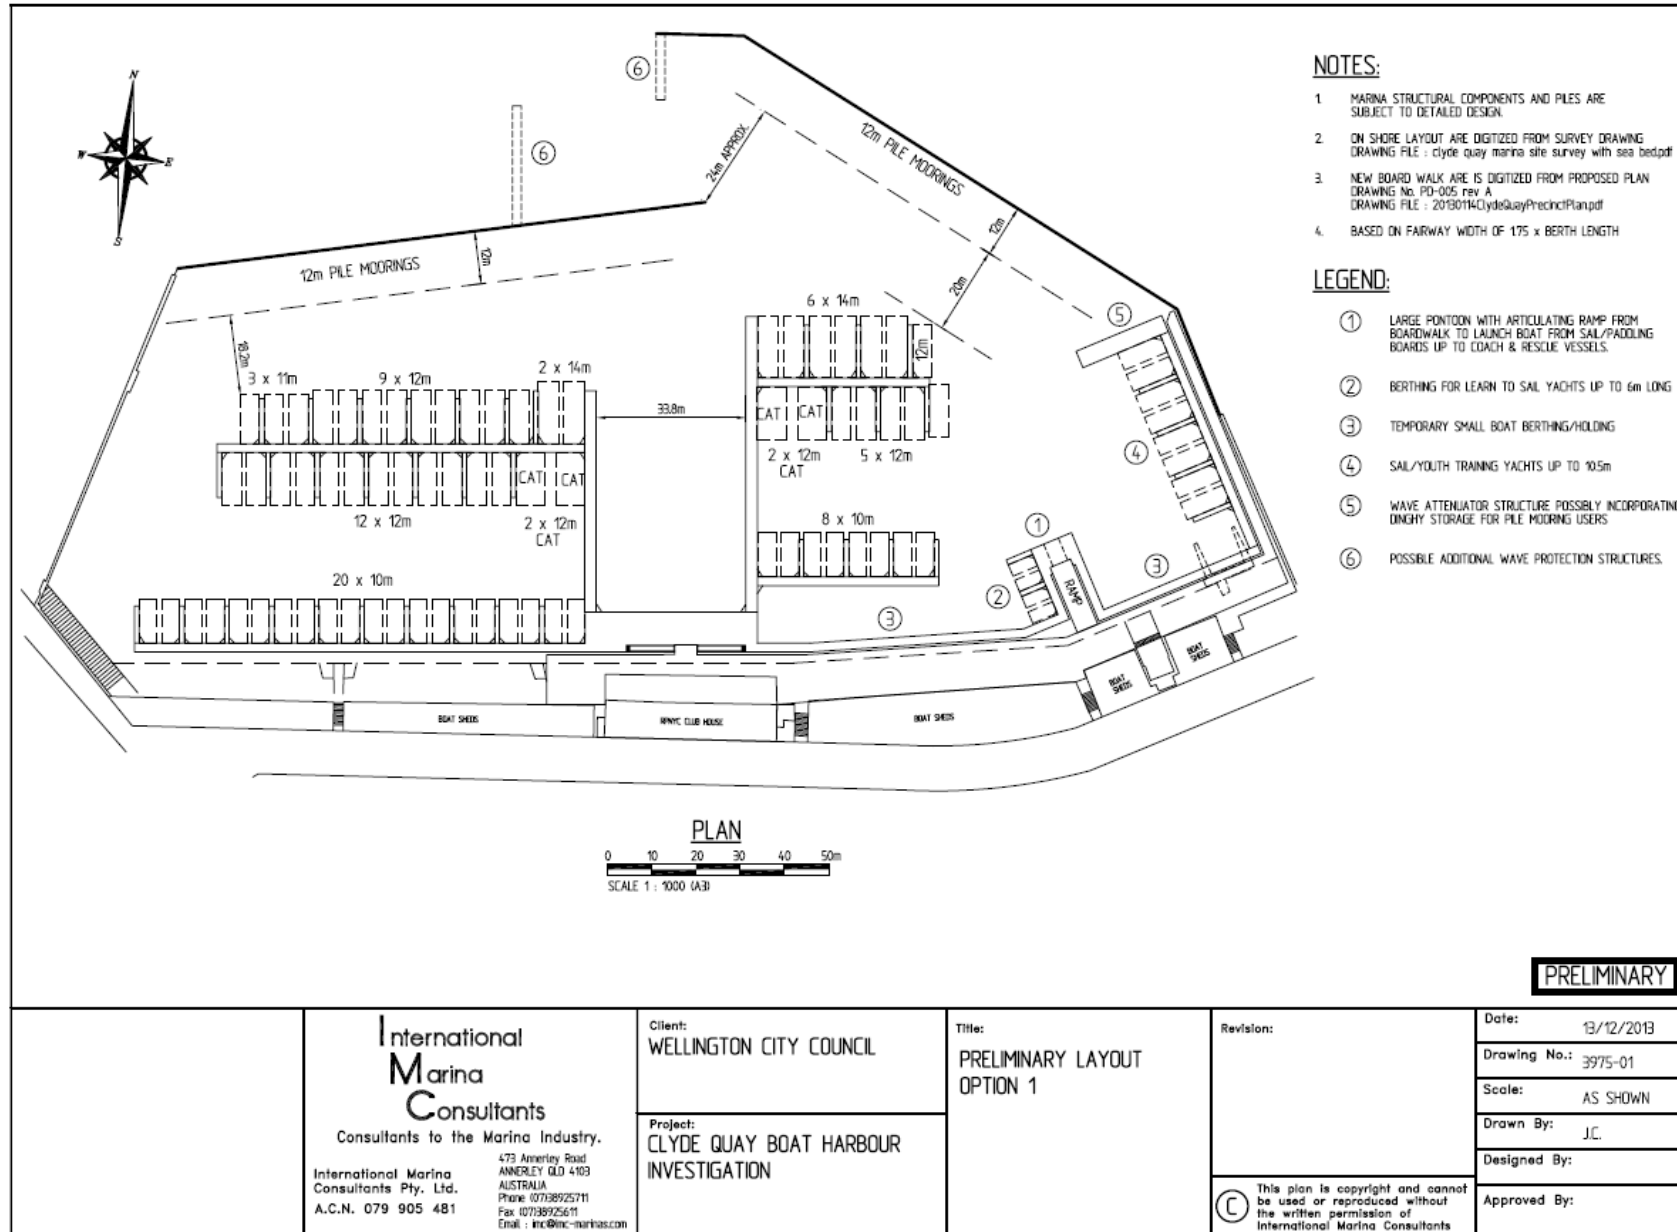 N
W
E
S
6
6
24m APPROX.
12m PILE MOORINGS
12m
20m
12m PILE MOORINGS
12m
18.2m
3 x 11m
9 x 12m
2 x 14m
33.8m
6 x 14m
12m
CAT
CAT
2 x 12m
CAT
5 x 12m
CAT
CAT
12 x 12m
2 x 12m
CAT
8 x 10m
20 x 10m
5
4
1
2
3
3
RAMP
BOAT SHEDS
RPNYC CLUB HOUSE
BOAT SHEDS
BOAT
SHEDS
BOAT
SHEDS
NOTES:
1. MARINA STRUCTURAL COMPONENTS AND PILES ARE
SUBJECT TO DETAILED DESIGN.
2. ON SHORE LAYOUT ARE DIGITIZED FROM SURVEY DRAWING
DRAWING FILE : clyde quay marina site survey with sea bed.pdf
3. NEW BOARD WALK ARE IS DIGITIZED FROM PROPOSED PLAN
DRAWING No. PD-005 rev A
DRAWING FILE : 20130114ClydeQuayPrecinctPlan.pdf
4. BASED ON FAIRWAY WIDTH OF 1.75 x BERTH LENGTH
LEGEND:
1 LARGE PONTOON WITH ARTICULATING RAMP FROM
BOARDWALK TO LAUNCH BOAT FROM SAIL/PADDLING
BOARDS UP TO COACH & RESCUE VESSELS.
2 BERTHING FOR LEARN TO SAIL YACHTS UP TO 6m LONG
3 TEMPORARY SMALL BOAT BERTHING/HOLDING
4 SAIL/YOUTH TRAINING YACHTS UP TO 10.5m
5 WAVE ATTENUATOR STRUCTURE POSSIBLY INCORPORATIN
DINGHY STORAGE FOR PILE MOORING USERS
6 POSSIBLE ADDITIONAL WAVE PROTECTION STRUCTURES.
PLAN
0 10 20 30 40 50m
SCALE 1 : 1000 (A3)
PRELIMINARY
International
Marina
Consultants
Consultants to the Marina Industry.
International Marina
Consultants Pty. Ltd.
A.C.N. 079 905 481
473 Annerley Road
ANNERLEY QLD 4103
AUSTRALIA
Phone (07)38925711
Fax (07)38925611
Email : imc@imc-marinas.com
Client:
WELLINGTON CITY COUNCIL
Project:
CLYDE QUAY BOAT HARBOUR
INVESTIGATION
Title:
PRELIMINARY LAYOUT
OPTION 1
Revision:
C This plan is copyright and cannot
be used or reproduced without
the written permission of
International Marina Consultants
Date: 13/12/2013
Drawing No.: 3975-01
Scale: AS SHOWN
Drawn By: J.C.
Designed By:
Approved By: